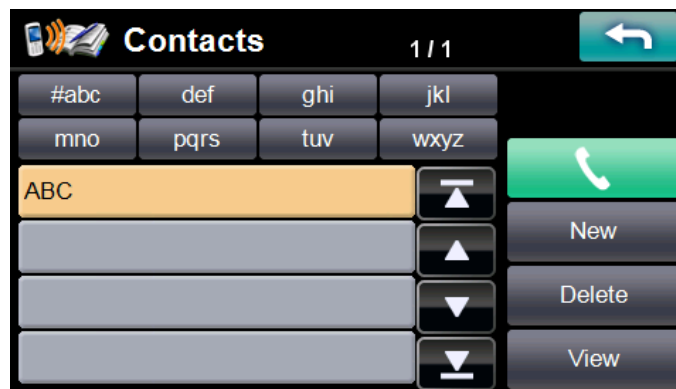 Contacts 1 / 1
#abc def ghi jkl
mno pqrs tuv wxyz
ABC
New
Delete
View